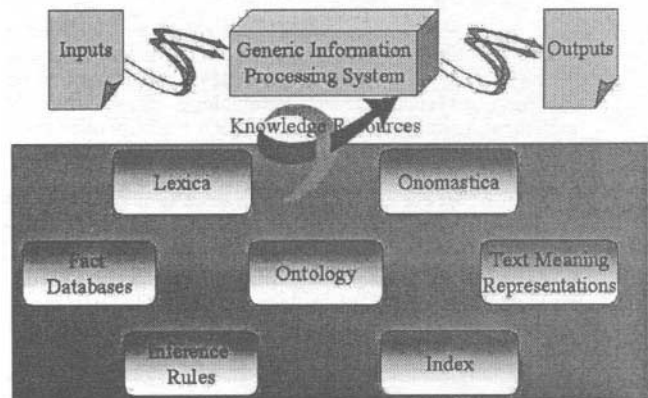 Inputs
Generic Information
Processing System
Outputs
Knowledge Resources
Lexica
Onomastica
Fact
Databases
Ontology
Text Meaning
Representations
Inference
Rules
Index